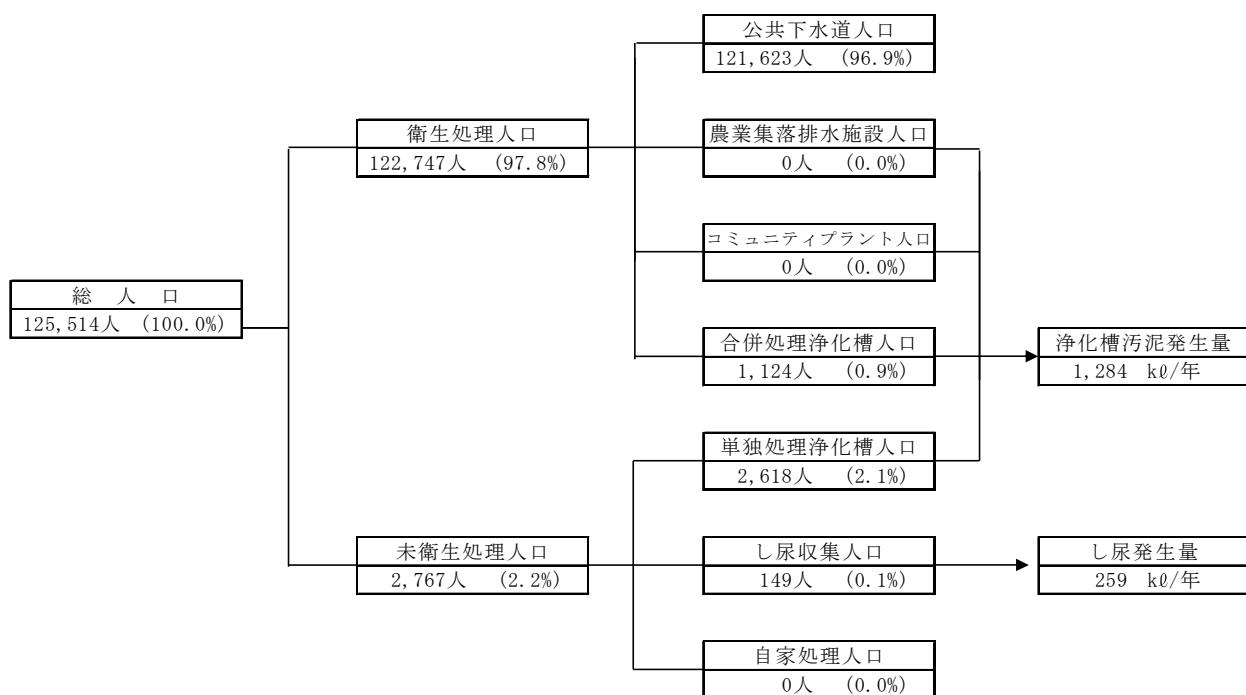 公共下水道人口
121,623人 (96.9%)
衛生処理人口
122,747人 (97.8%)
農業集落排水施設人口
0人 (0.0%)
コミュニティプラント人口
0人 (0.0%)
総 人 口
125,514人 (100.0%)
合併処理浄化槽人口
1,124人 (0.9%)
浄化槽汚泥発生量
1,284 kℓ/年
単独処理浄化槽人口
2,618人 (2.1%)
未衛生処理人口
2,767人 (2.2%)
し尿収集人口
149人 (0.1%)
し尿発生量
259 kℓ/年
自家処理人口
0人 (0.0%)